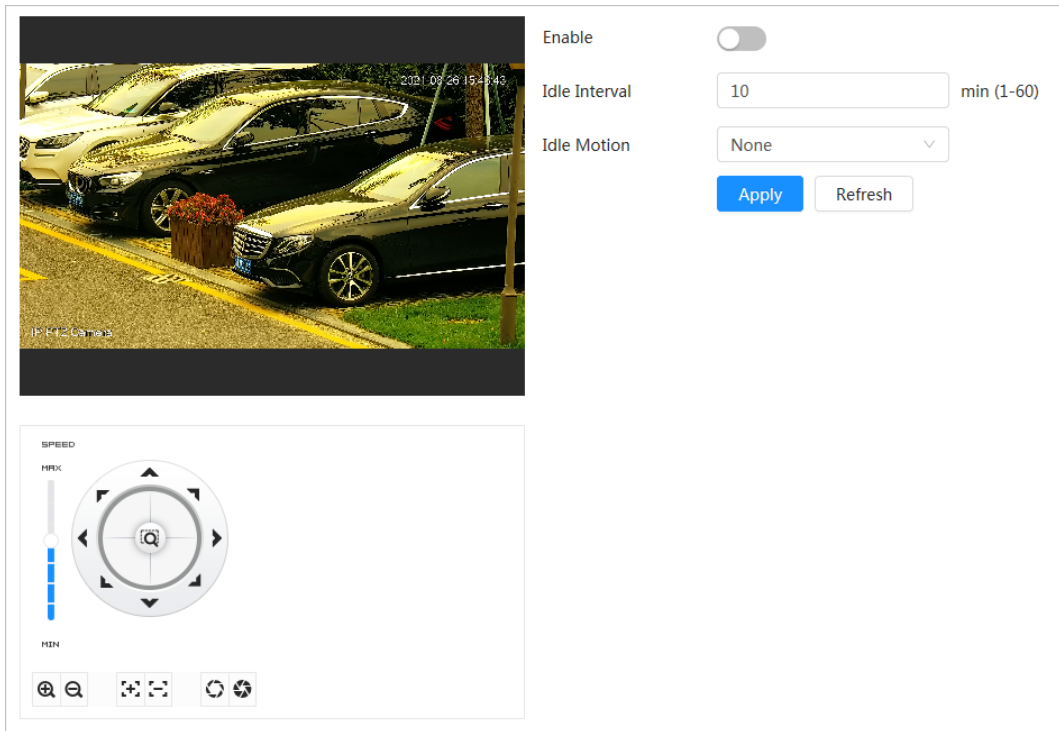 2021-08-26 15:46:43
IP PTZ Camera
Enable
Idle Interval 10 min (1-60)
Idle Motion None
Apply Refresh
SPEED
MAX
MIN